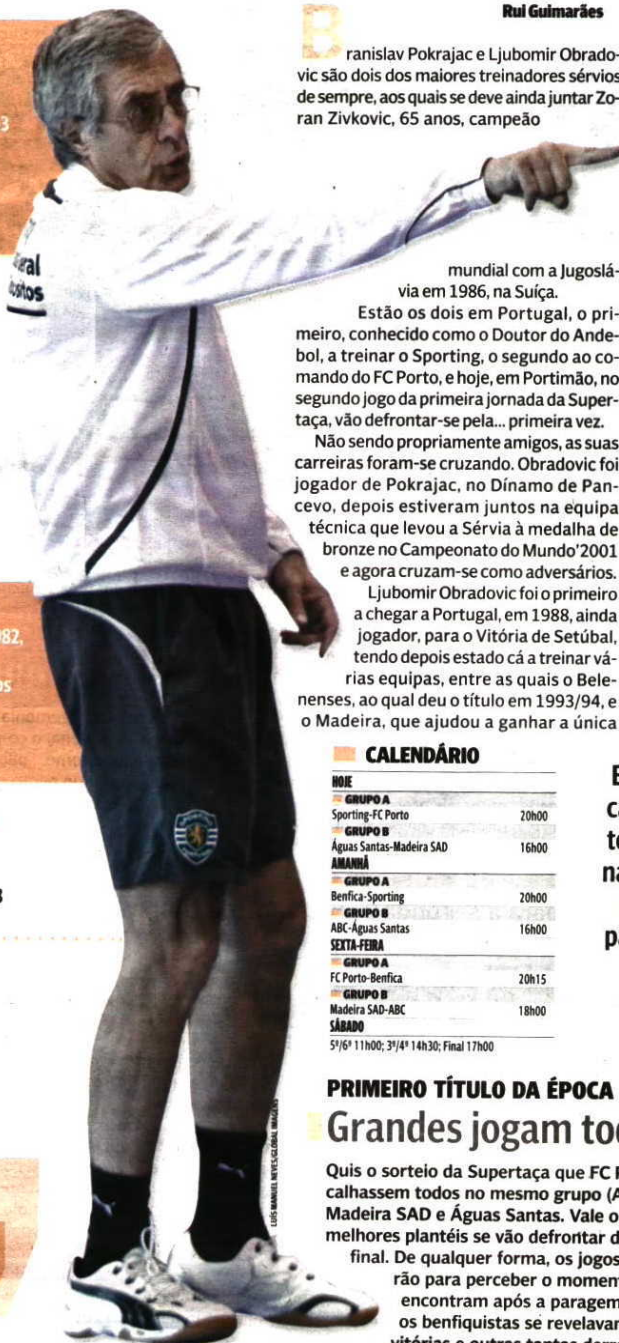 Rui Guimarães
Branislav Pokrajac e Ljubomir Obrado-
vic são dois dos maiores treinadores sérvios
de sempre, aos quais se deve ainda juntar Zo-
ran Zivkovic, 65 anos, campeão
mundial com a Jugoslá-
via em 1986, na Suíça.
Estão os dois em Portugal, o pri-
meiro, conhecido como o Doutor do Ande-
bol, a treinar o Sporting, o segundo ao co-
mando do FC Porto, e hoje, em Portimão, no
segundo jogo da primeira jornada da Super-
taça, vão defrontar-se pela... primeira vez.
Não sendo propriamente amigos, as suas
carreiras foram-se cruzando. Obradovic foi
jogador de Pokrajac, no Dínamo de Pan-
cevo, depois estiveram juntos na equipa
técnica que levou a Sérvia à medalha de
bronze no Campeonato do Mundo'2001
e agora cruzam-se como adversários.
Ljubomir Obradovic foi o primeiro
a chegar a Portugal, em 1988, ainda
jogador, para o Vitória de Setúbal,
tendo depois estado cá a treinar vá-
rias equipas, entre as quais o Bele-
nenses, ao qual deu o título em 1993/94, e
o Madeira, que ajudou a ganhar a única
CALENDÁRIO
HOJE
GRUPO A
Sporting-FC Porto 20h00
GRUPO B
Águas Santas-Madeira SAD 16h00
AMANHÃ
GRUPO A
Benfica-Sporting 20h00
GRUPO B
ABC-Águas Santas 16h00
SEXTA-FEIRA
GRUPO A
FC Porto-Benfica 20h15
GRUPO B
Madeira SAD-ABC 18h00
SÁBADO
5º/6º 11h00; 3º/4º 14h30; Final 17h00
LUÍS MANUEL NEVES/GLOBAL IMAGENS
PRIMEIRO TÍTULO DA ÉPOCA
Grandes jogam to
Quis o sorteio da Supertaça que FC
calhassem todos no mesmo grupo (A
Madeira SAD e Águas Santas. Vale o
melhores plantéis se vão defrontar d
final. De qualquer forma, os jogos
rão para perceber o momen
encontram após a paragem
os benfiquistas se revelavar
vitórias e outras tantas